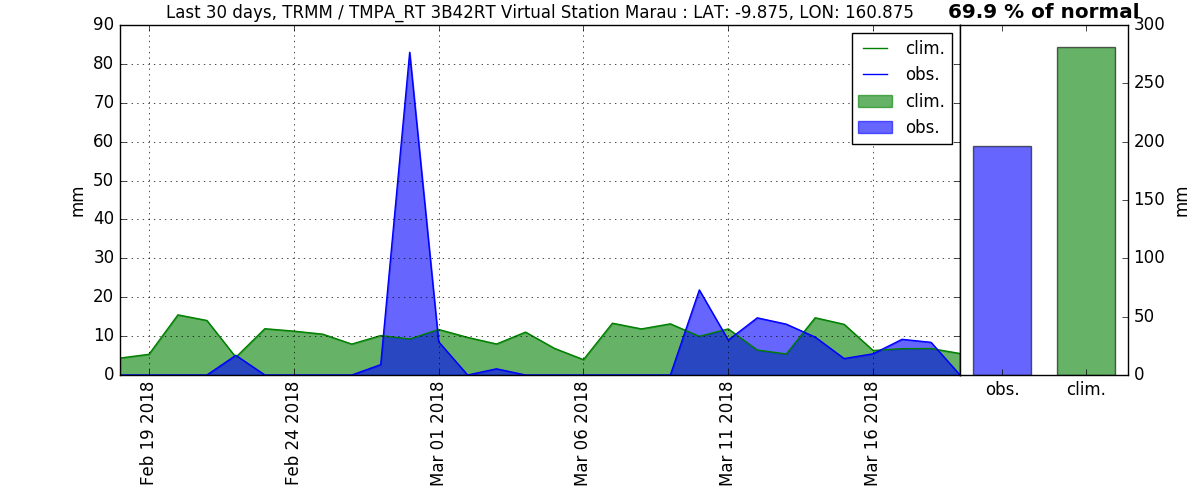 Last 30 days, TRMM / TMPA_RT 3B42RT Virtual Station Marau : LAT: -9.875, LON: 160.875
69.9 % of normal
90
80
70
60
50
40
30
20
10
0
mm
clim.
obs.
clim.
obs.
300
250
200
150
100
50
0
mm
obs.
clim.
Feb 19 2018
Feb 24 2018
Mar 01 2018
Mar 06 2018
Mar 11 2018
Mar 16 2018